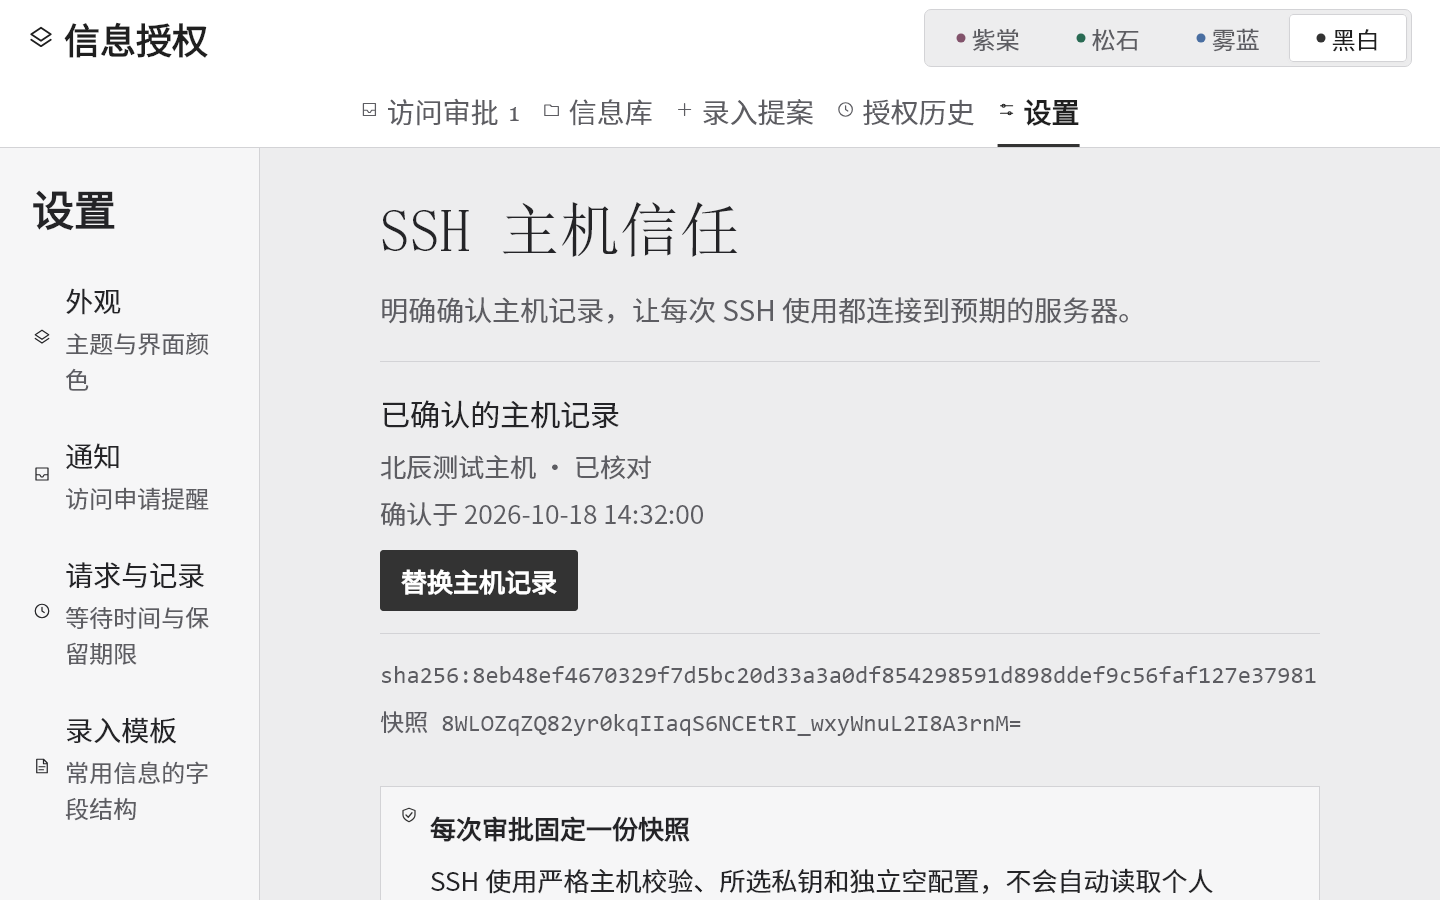 信息授权
紫棠
松石
雾蓝
黑白
访问审批 1
信息库
录入提案
授权历史
设置
设置
外观
主题与界面颜
色
通知
访问申请提醒
请求与记录
等待时间与保
留期限
录入模板
常用信息的字
段结构
SSH 主机信任
明确确认主机记录，让每次 SSH 使用都连接到预期的服务器。
已确认的主机记录
北辰测试主机 · 已核对
确认于 2026-10-18 14:32:00
替换主机记录
sha256:8eb48ef4670329f7d5bc20d33a3a0df854298591d898ddef9c56faf127e37981
快照 8WLOZqZQ82yr0kqIIaqS6NCEtRI_wxyWnuL2I8A3rnM=
每次审批固定一份快照
SSH 使用严格主机校验、所选私钥和独立空配置，不会自动读取个人